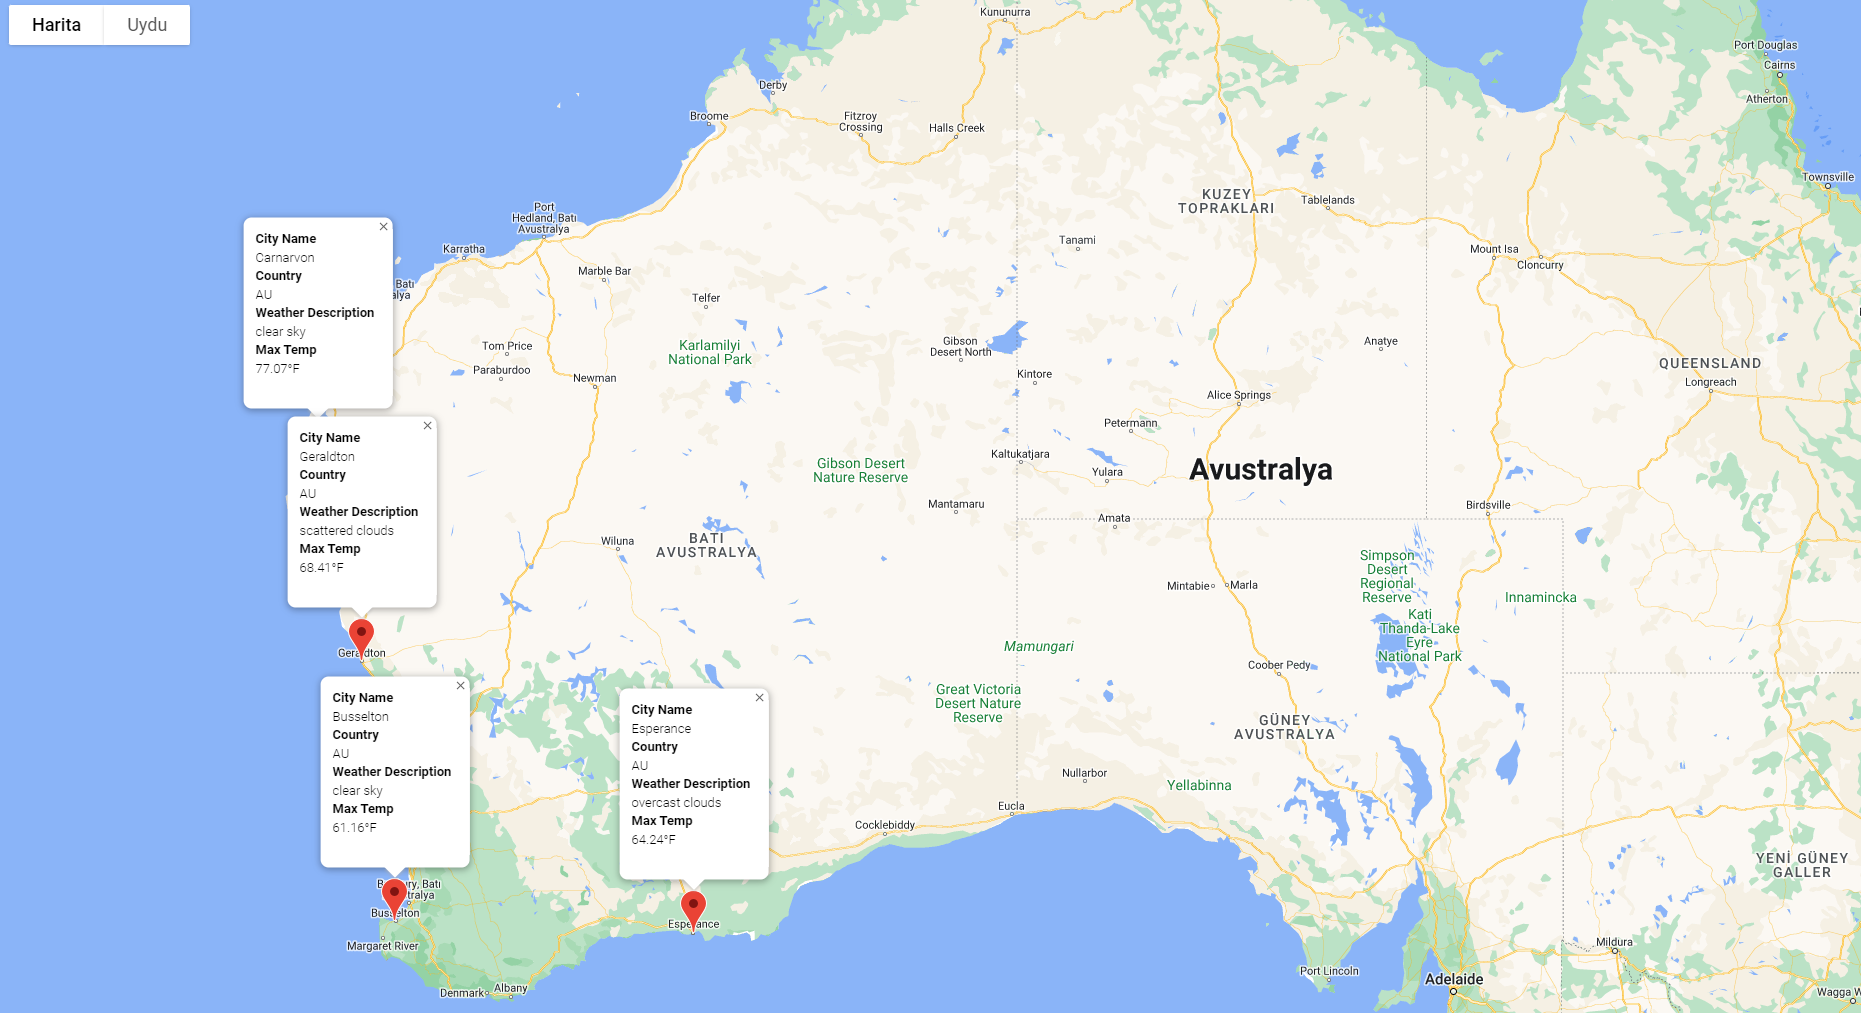 Harita
Uydu
Kununurra
Port Douglas
Cairns
Atherton
Derby
Broome
Fitzroy
Crossing
Halls Creek
Townsville
KUZEY
TOPRAKLARI
Tablelands
Port
Hedland, Batı
Avustralya
Karratha
Tanami
Mount Isa
Cloncurry
Marble Bar
Telfer
Batı
City Name
Carnarvon
Country
AU
Weather Description
clear sky
Max Temp
77.07°F
Tom Price
Paraburdoo
Newman
Karlamilyi
National Park
Gibson
Desert North
Kintore
Anatye
QUEENSLAND
Longreach
Alice Springs
Petermann
Kaltukatjara
Yulara
Avustralya
Gibson Desert
Nature Reserve
Mantamaru
Amata
Birdsville
City Name
Geraldton
Country
AU
Weather Description
scattered clouds
Max Temp
68.41°F
Wiluna
BATI
AVUSTRALYA
Mintabie
Marla
Simpson
Desert
Regional
Reserve
Innamincka
Kati
Thanda-Lake
Eyre
National Park
Geraldton
Mamungari
Coober Pedy
Great Victoria
Desert Nature
Reserve
GÜNEY
AVUSTRALYA
City Name
Busselton
Country
AU
Weather Description
clear sky
Max Temp
61.16°F
City Name
Esperance
Country
AU
Weather Description
overcast clouds
Max Temp
64.24°F
Nullarbor
Yellabinna
Eucla
Cocklebiddy
YENİ GÜNEY
GALLER
Batı
Busselton
Esperance
Margaret River
Denmark
Albany
Mildura
Port Lincoln
Adelaide
Wagga W